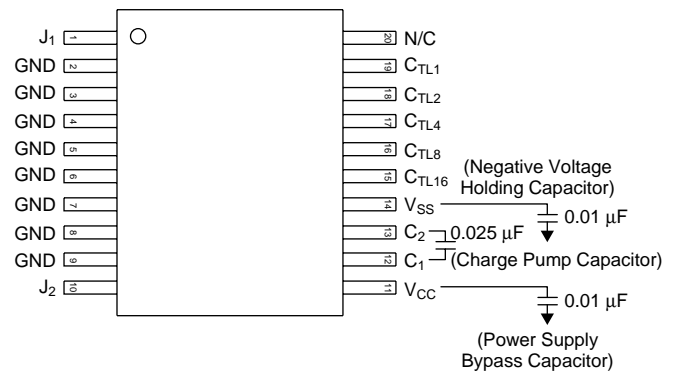 J1 1 20 N/C
GND 2 19 CTL1
GND 3 18 CTL2
GND 4 17 CTL4
GND 5 16 CTL8
GND 6 15 CTL16
(Negative Voltage
Holding Capacitor)
GND 7 14 VSS
0.01 µF
GND 8 13 C2 0.025 µF
GND 9 12 C1 (Charge Pump Capacitor)
J2 10 11 VCC
0.01 µF
(Power Supply
Bypass Capacitor)